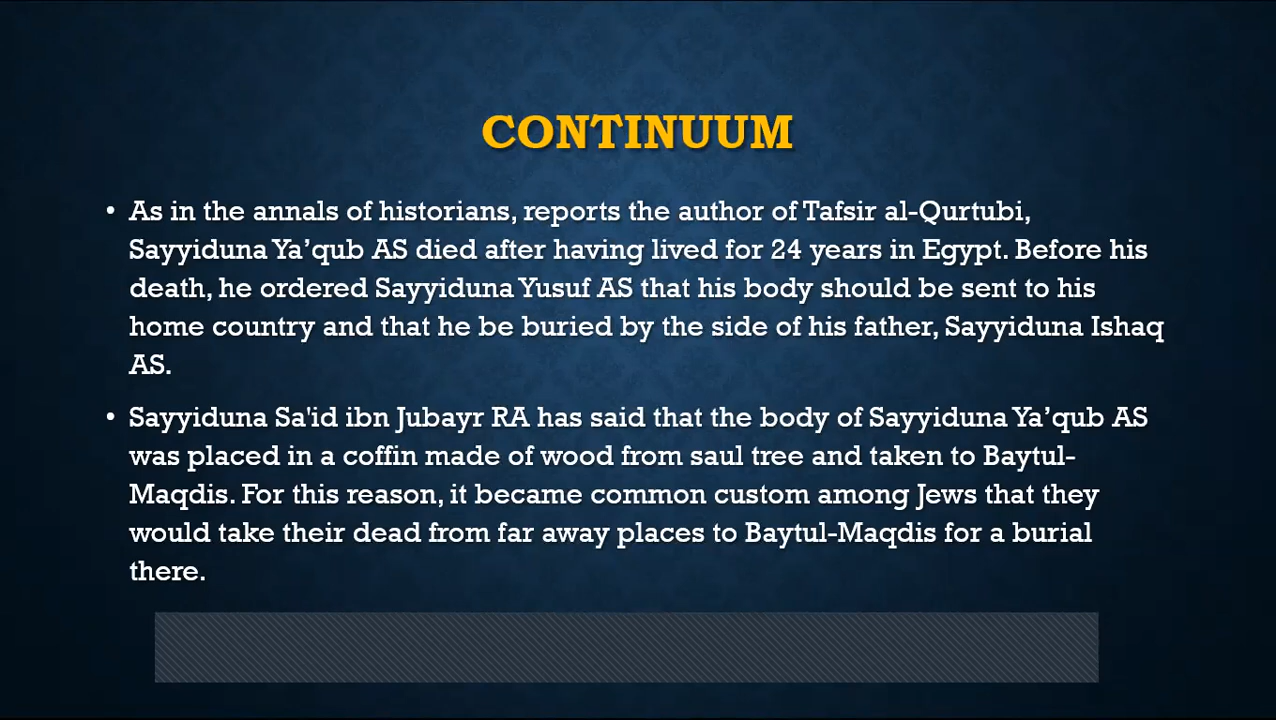 CONTINUUM
• As in the annals of historians, reports the author of Tafsir al-Qurtubi,
Sayyiduna Ya’qub AS died after having lived for 24 years in Egypt. Before his
death, he ordered Sayyiduna Yusuf AS that his body should be sent to his
home country and that he be buried by the side of his father, Sayyiduna Ishaq
AS.
• Sayyiduna Sa'id ibn Jubayr RA has said that the body of Sayyiduna Ya’qub AS
was placed in a coffin made of wood from saul tree and taken to Baytul-
Maqdis. For this reason, it became common custom among Jews that they
would take their dead from far away places to Baytul-Maqdis for a burial
there.